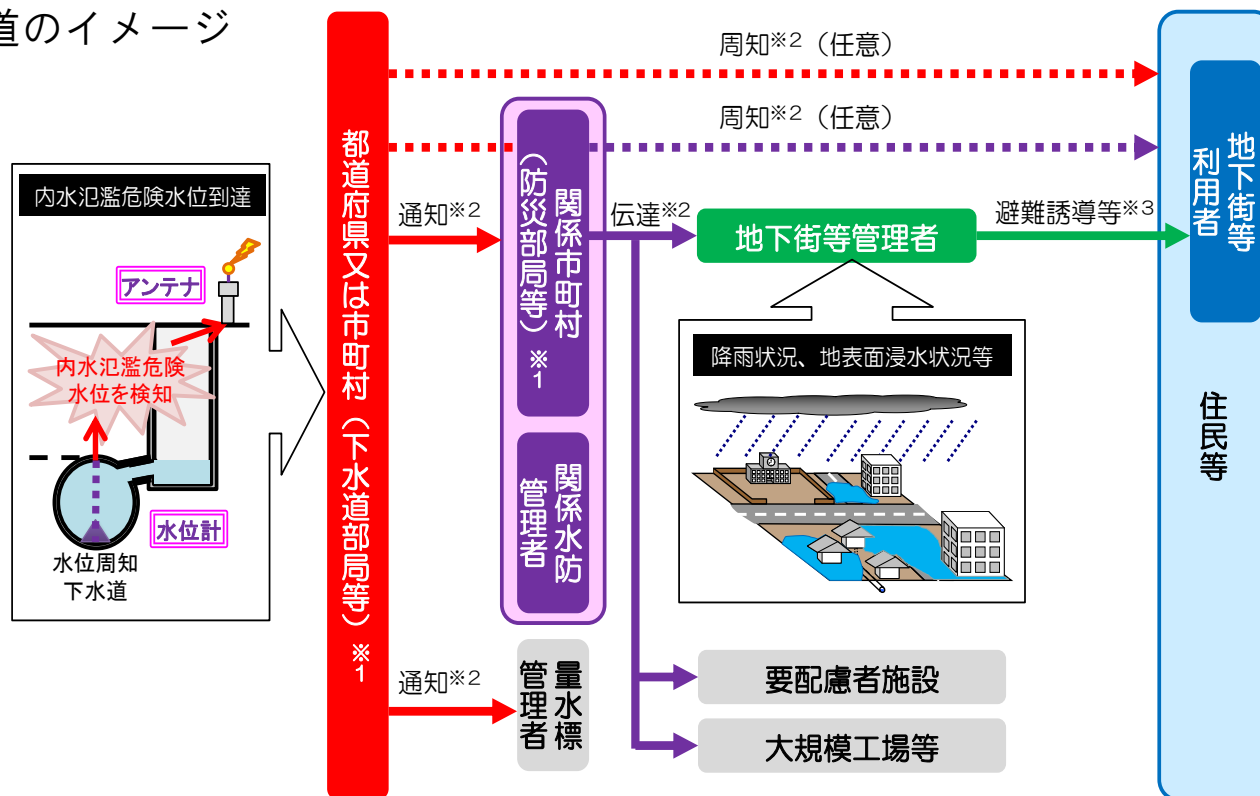 道のイメージ
内水氾濫危険水位到達
アンテナ
内水氾濫危険
水位を検知
水位計
水位周知
下水道
都道府県又は市町村（下水道部局等）※1
周知※2（任意）
周知※2（任意）
通知※2
関係市町村
（防災部局等）※1
関係水防
管理者
通知※2
量水標
管理者
伝達※2
地下街等管理者
避難誘導等※3
降雨状況、地表面浸水状況等
要配慮者施設
大規模工場等
地下街等
利用者
住民等